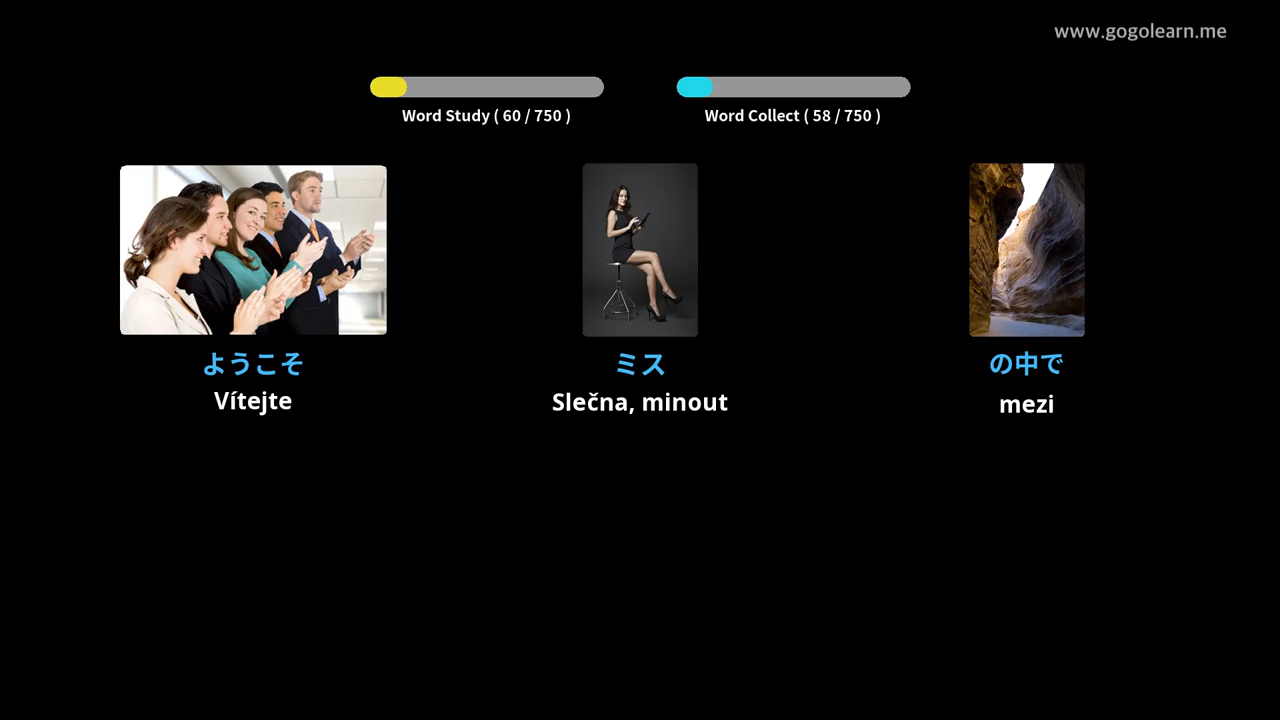 www.gogolearn.me
Word Study ( 60 / 750 )
Word Collect ( 58 / 750 )
ようこそ
Vítejte
ミス
Slečna, minout
の中で
mezi